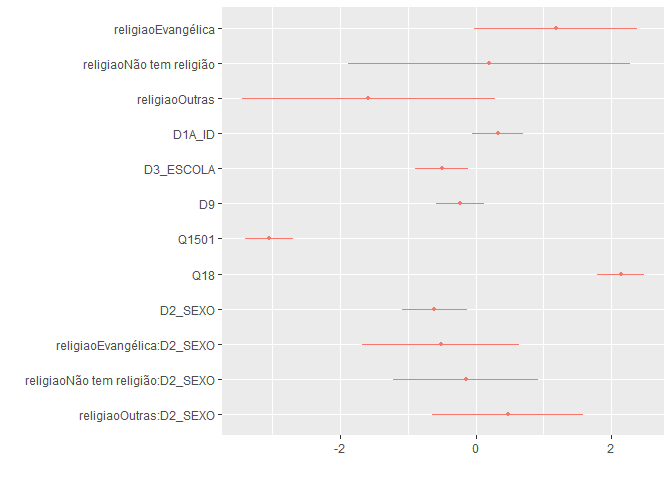 religiaoEvangélica
religiaoNão tem religião
religiaoOutras
D1A_ID
D3_ESCOLA
D9
Q1501
Q18
D2_SEXO
religiaoEvangélica:D2_SEXO
religiaoNão tem religião:D2_SEXO
religiaoOutras:D2_SEXO
-2 0 2